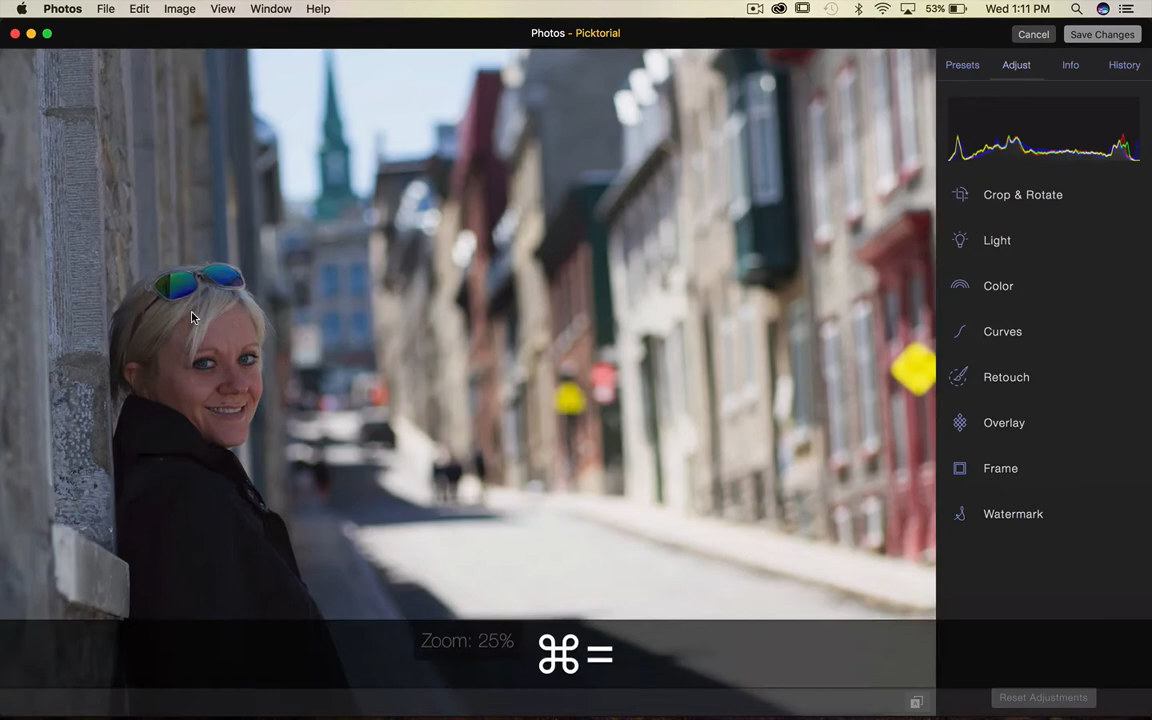 Photos File Edit Image View Window Help 53% Wed 1:11 PM
Photos - Picktorial Cancel Save Changes
Presets Adjust Info History
Crop & Rotate
Light
Color
Curves
Retouch
Overlay
Frame
Watermark
Zoom: 25% ⌘=
Reset Adjustments